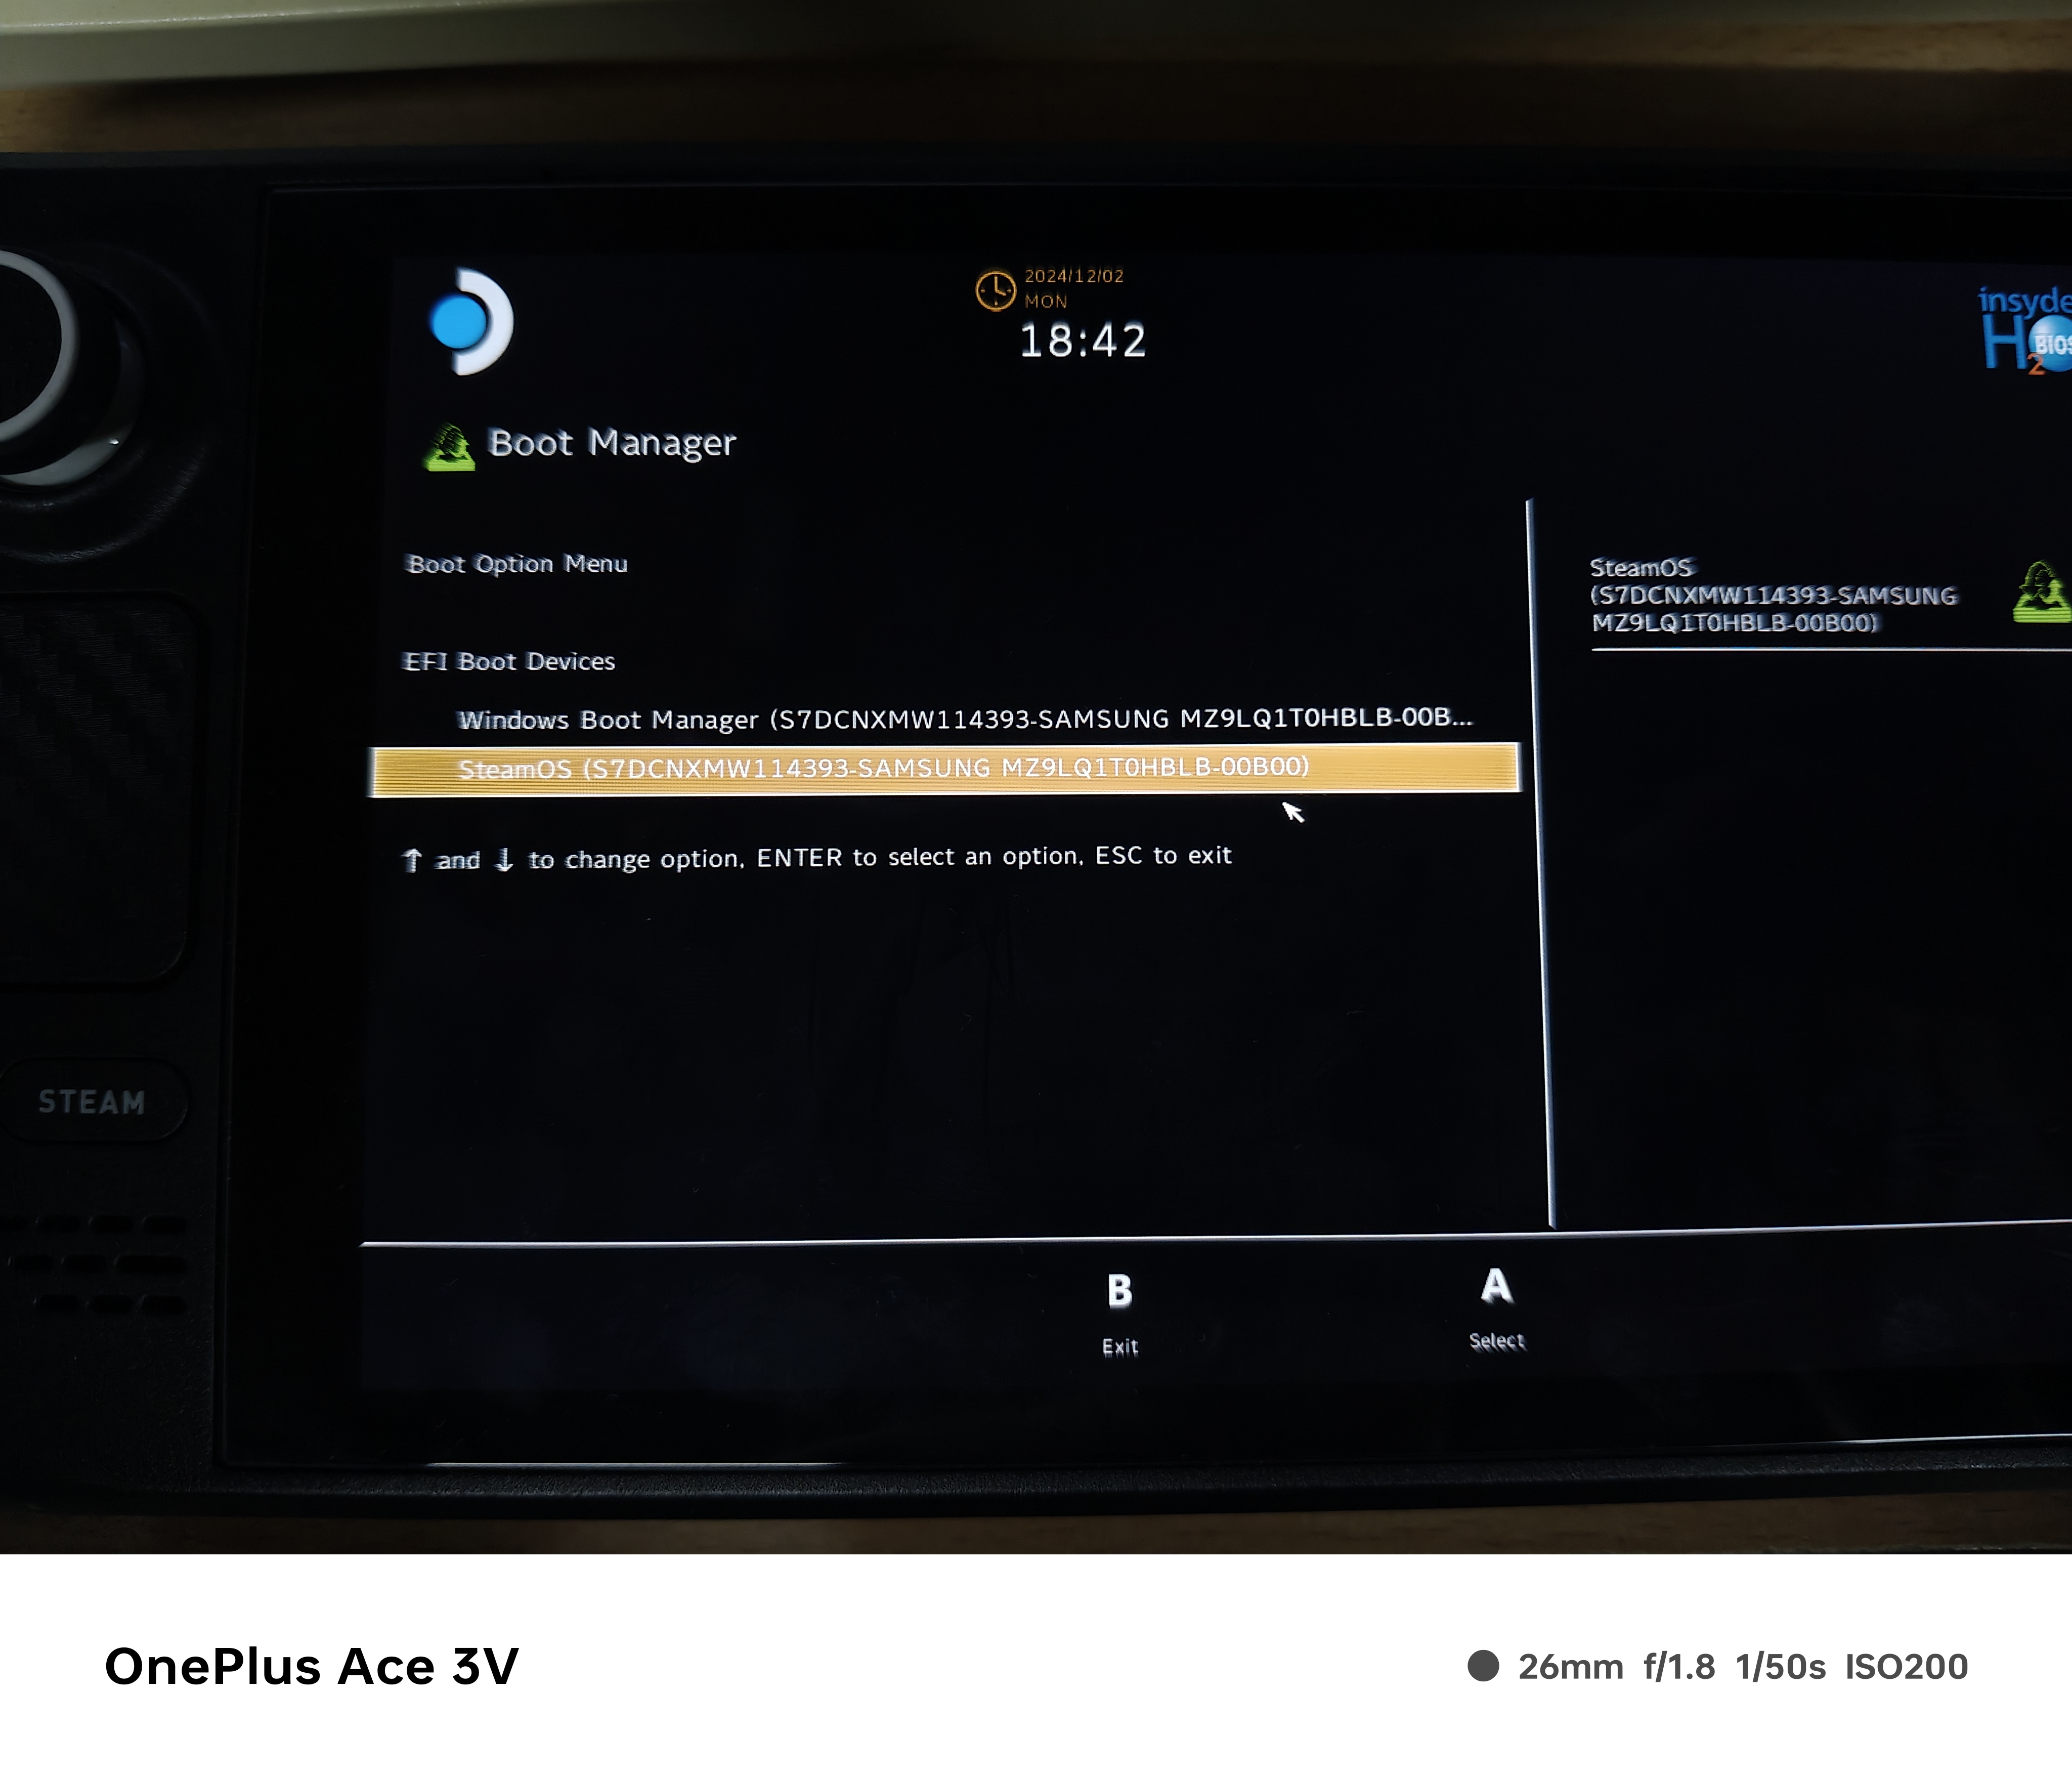 2024/12/02
MON
18:42
insyde
H2
BIOS
Boot Manager
Boot Option Menu
EFI Boot Devices
Windows Boot Manager (S7DCNXMW114393-SAMSUNG MZ9LQ1T0HBLB-00B...
SteamOS (S7DCNXMW114393-SAMSUNG MZ9LQ1T0HBLB-00B00)
↑ and ↓ to change option, ENTER to select an option, ESC to exit
SteamOS
(S7DCNXMW114393-SAMSUNG
MZ9LQ1T0HBLB-00B00)
STEAM
B
Exit
A
Select
OnePlus Ace 3V
26mm f/1.8 1/50s ISO200